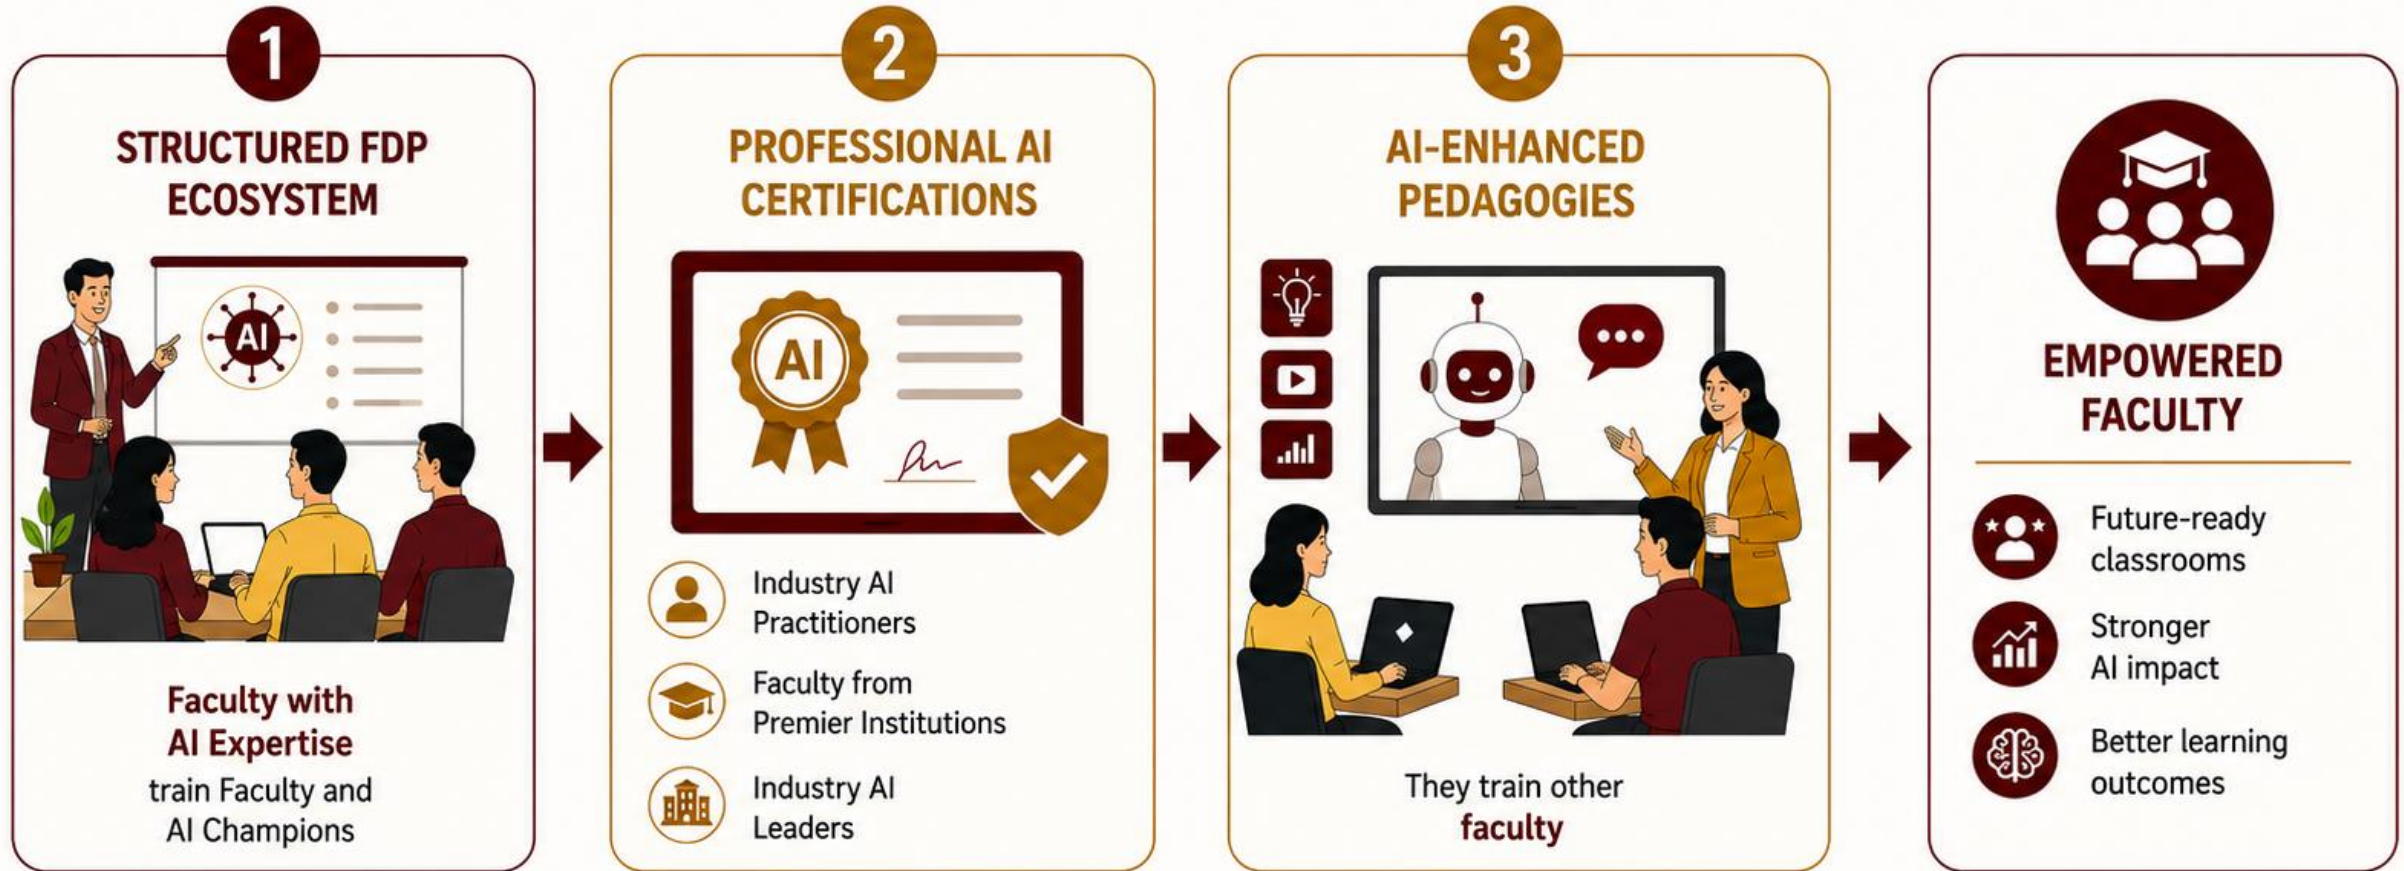 1
STRUCTURED FDP
ECOSYSTEM
AI
Faculty with
AI Expertise
train Faculty and
AI Champions
2
PROFESSIONAL AI
CERTIFICATIONS
AI
Industry AI
Practitioners
Faculty from
Premier Institutions
Industry AI
Leaders
3
AI-ENHANCED
PEDAGOGIES
They train other
faculty
EMPOWERED
FACULTY
Future-ready
classrooms
Stronger
AI impact
Better learning
outcomes